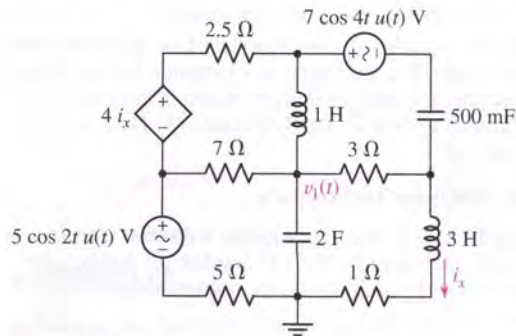 7 cos 4t u(t) V
2.5 Ω
+ −
+
4 i_x
−
1 H
500 mF
7 Ω
3 Ω
v_1(t)
+
5 cos 2t u(t) V
−
2 F
3 H
i_x
5 Ω
1 Ω